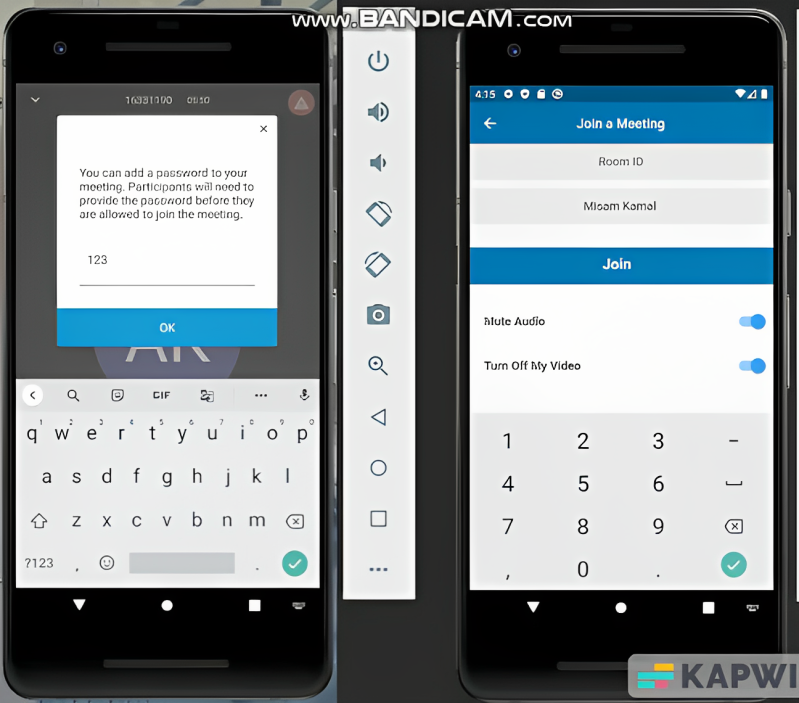 www.BANDICAM.com
You can add a password to your
meeting. Participants will need to
provide the password before they
are allowed to join the meeting.
123
OK
AR
GIF
q w e r t y u i o p
a s d f g h j k l
z x c v b n m
?123 , .
4:15
Join a Meeting
Room ID
Misam Kamal
Join
Mute Audio
Turn Off My Video
1 2 3 -
4 5 6
7 8 9
, 0 .
KAPWI